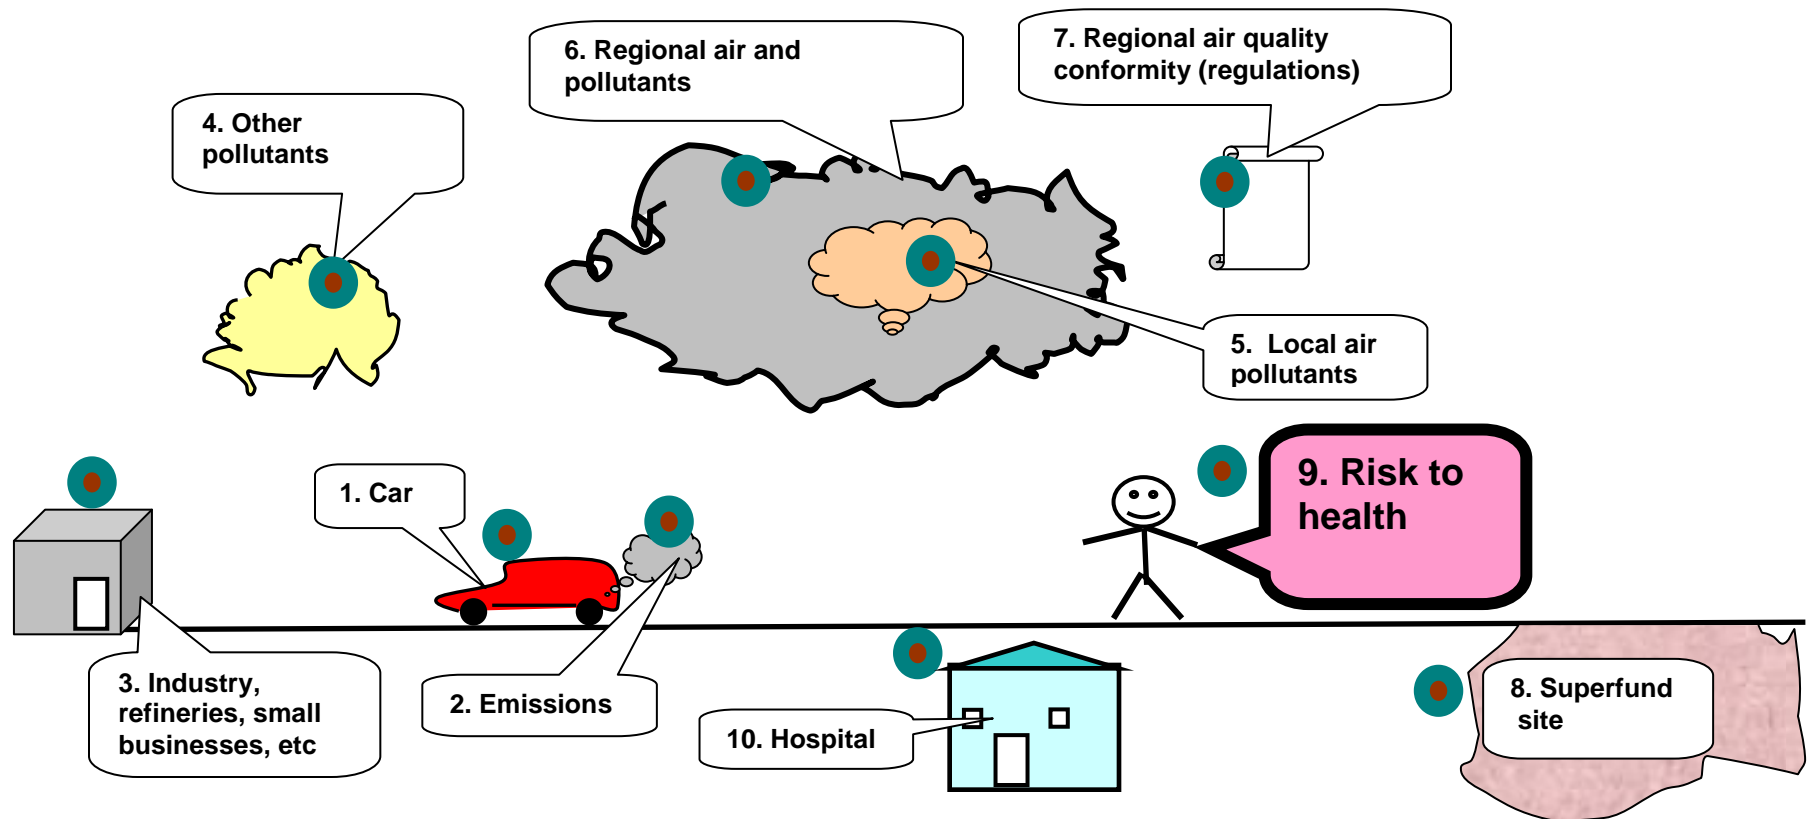 6. Regional air and
pollutants
7. Regional air quality
conformity (regulations)
4. Other
pollutants
5. Local air
pollutants
9. Risk to
health
1. Car
3. Industry,
refineries, small
businesses, etc
2. Emissions
10. Hospital
8. Superfund
site